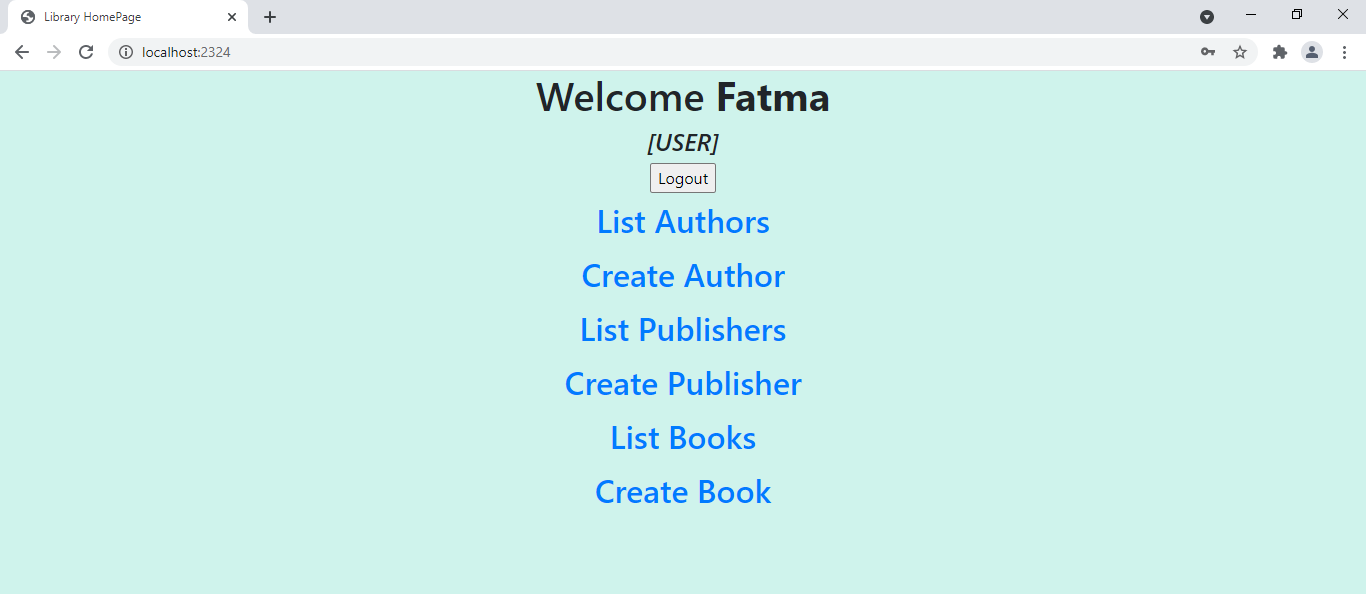 Library HomePage
localhost:2324
Welcome Fatma
[USER]
Logout
List Authors
Create Author
List Publishers
Create Publisher
List Books
Create Book